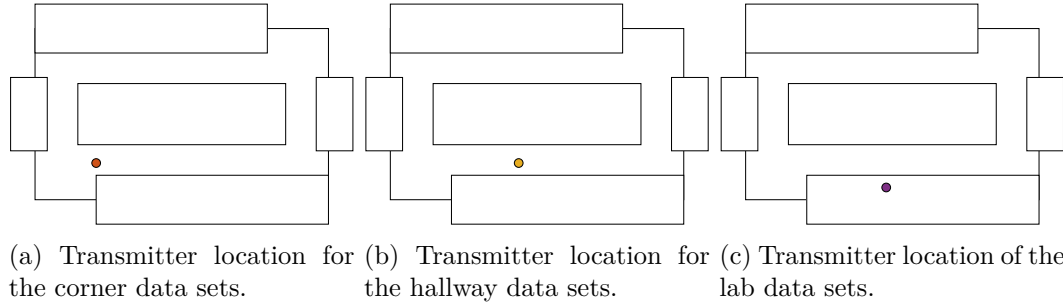 (a) Transmitter location for the corner data sets.
(b) Transmitter location for the hallway data sets.
(c) Transmitter location of the lab data sets.